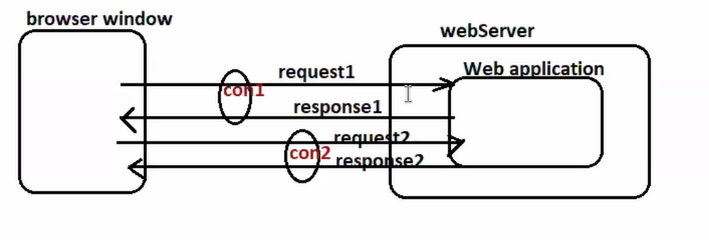 browser window
webServer
Web application
request1
con1
response1
request2
con2
response2